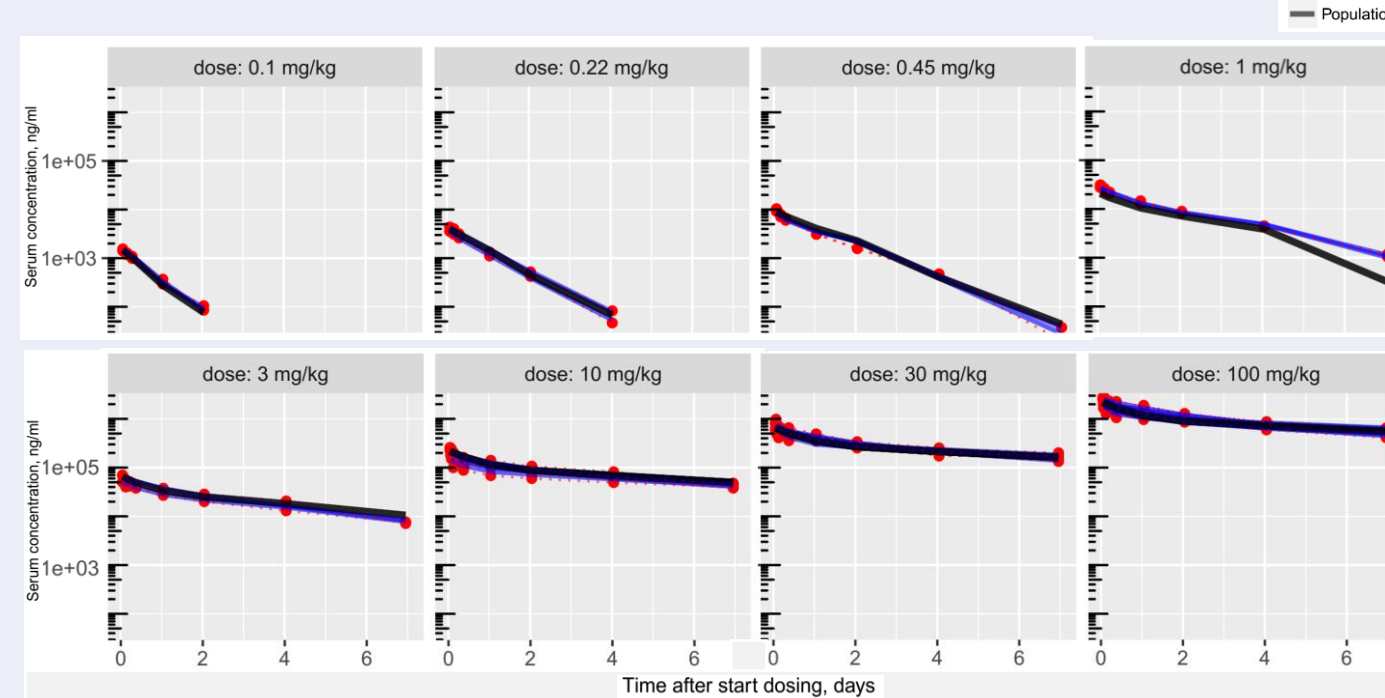 Populatio
dose: 0.1 mg/kg
dose: 0.22 mg/kg
dose: 0.45 mg/kg
dose: 1 mg/kg
Serum concentration, ng/ml
1e+05
1e+03
dose: 3 mg/kg
dose: 10 mg/kg
dose: 30 mg/kg
dose: 100 mg/kg
Serum concentration, ng/ml
1e+05
1e+03
0 2 4 6 0 2 4 6 0 2 4 6 0 2 4 6
Time after start dosing, days